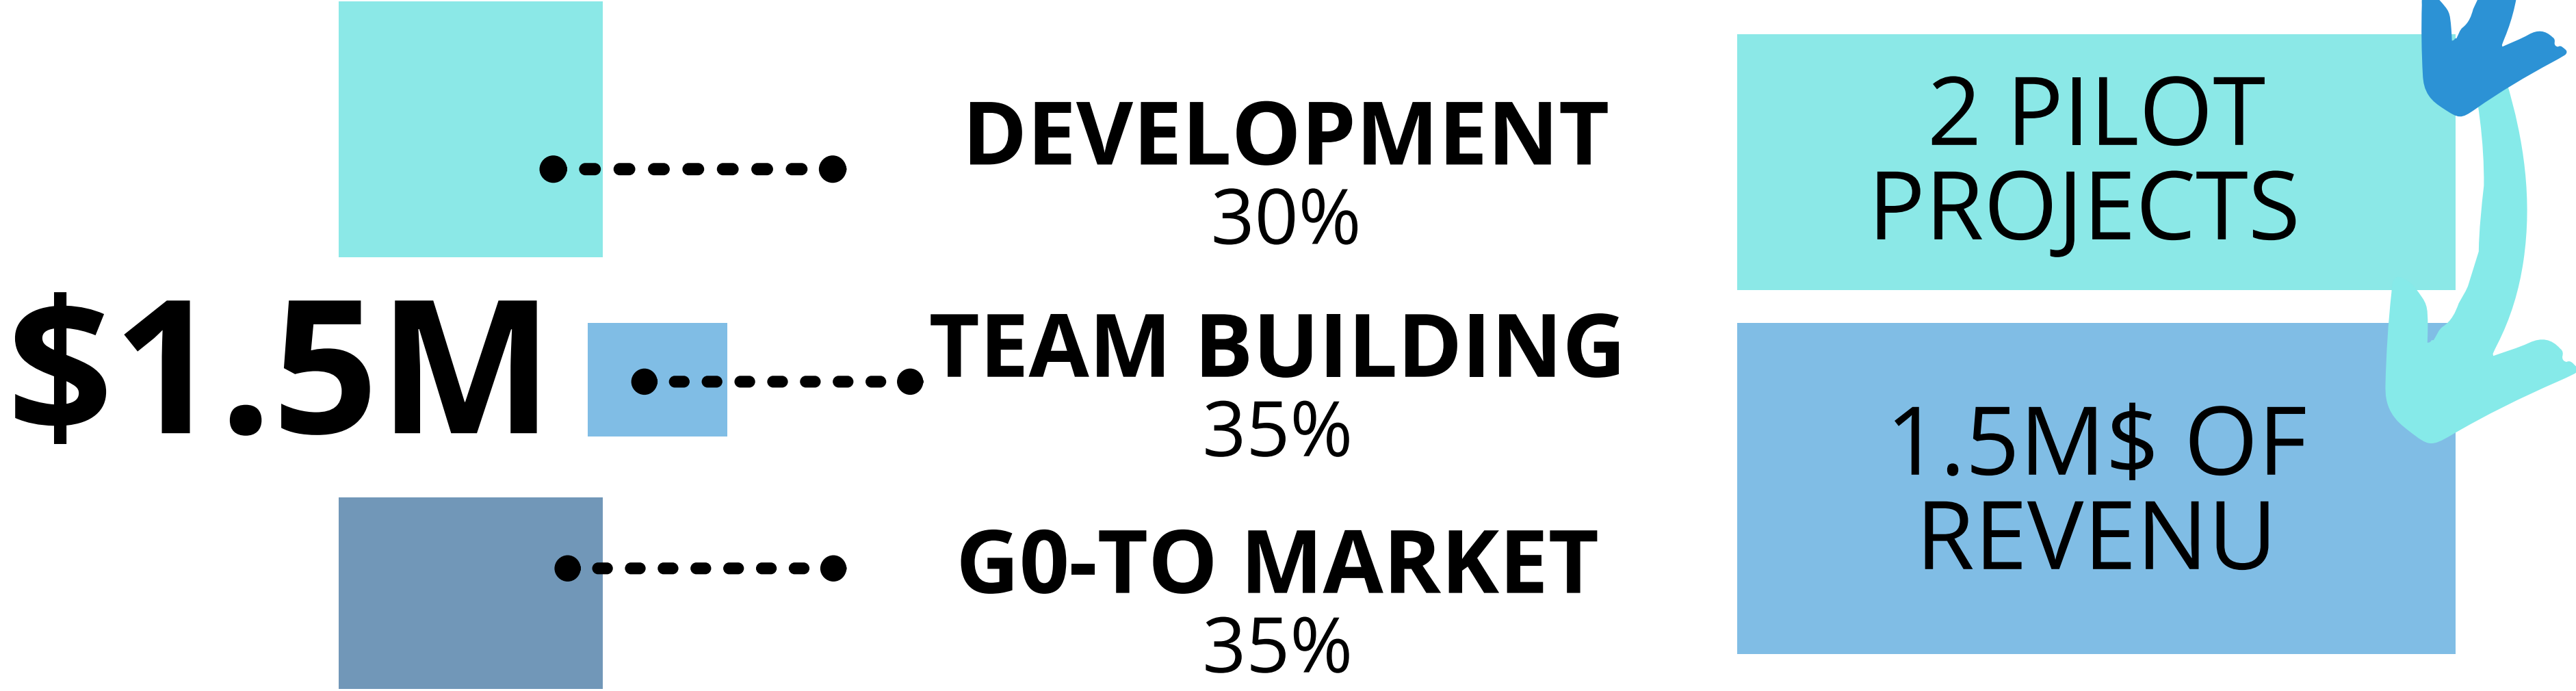 $1.5M
DEVELOPMENT
30%
TEAM BUILDING
35%
G0-TO MARKET
35%
2 PILOT
PROJECTS
1.5M$ OF
REVENU